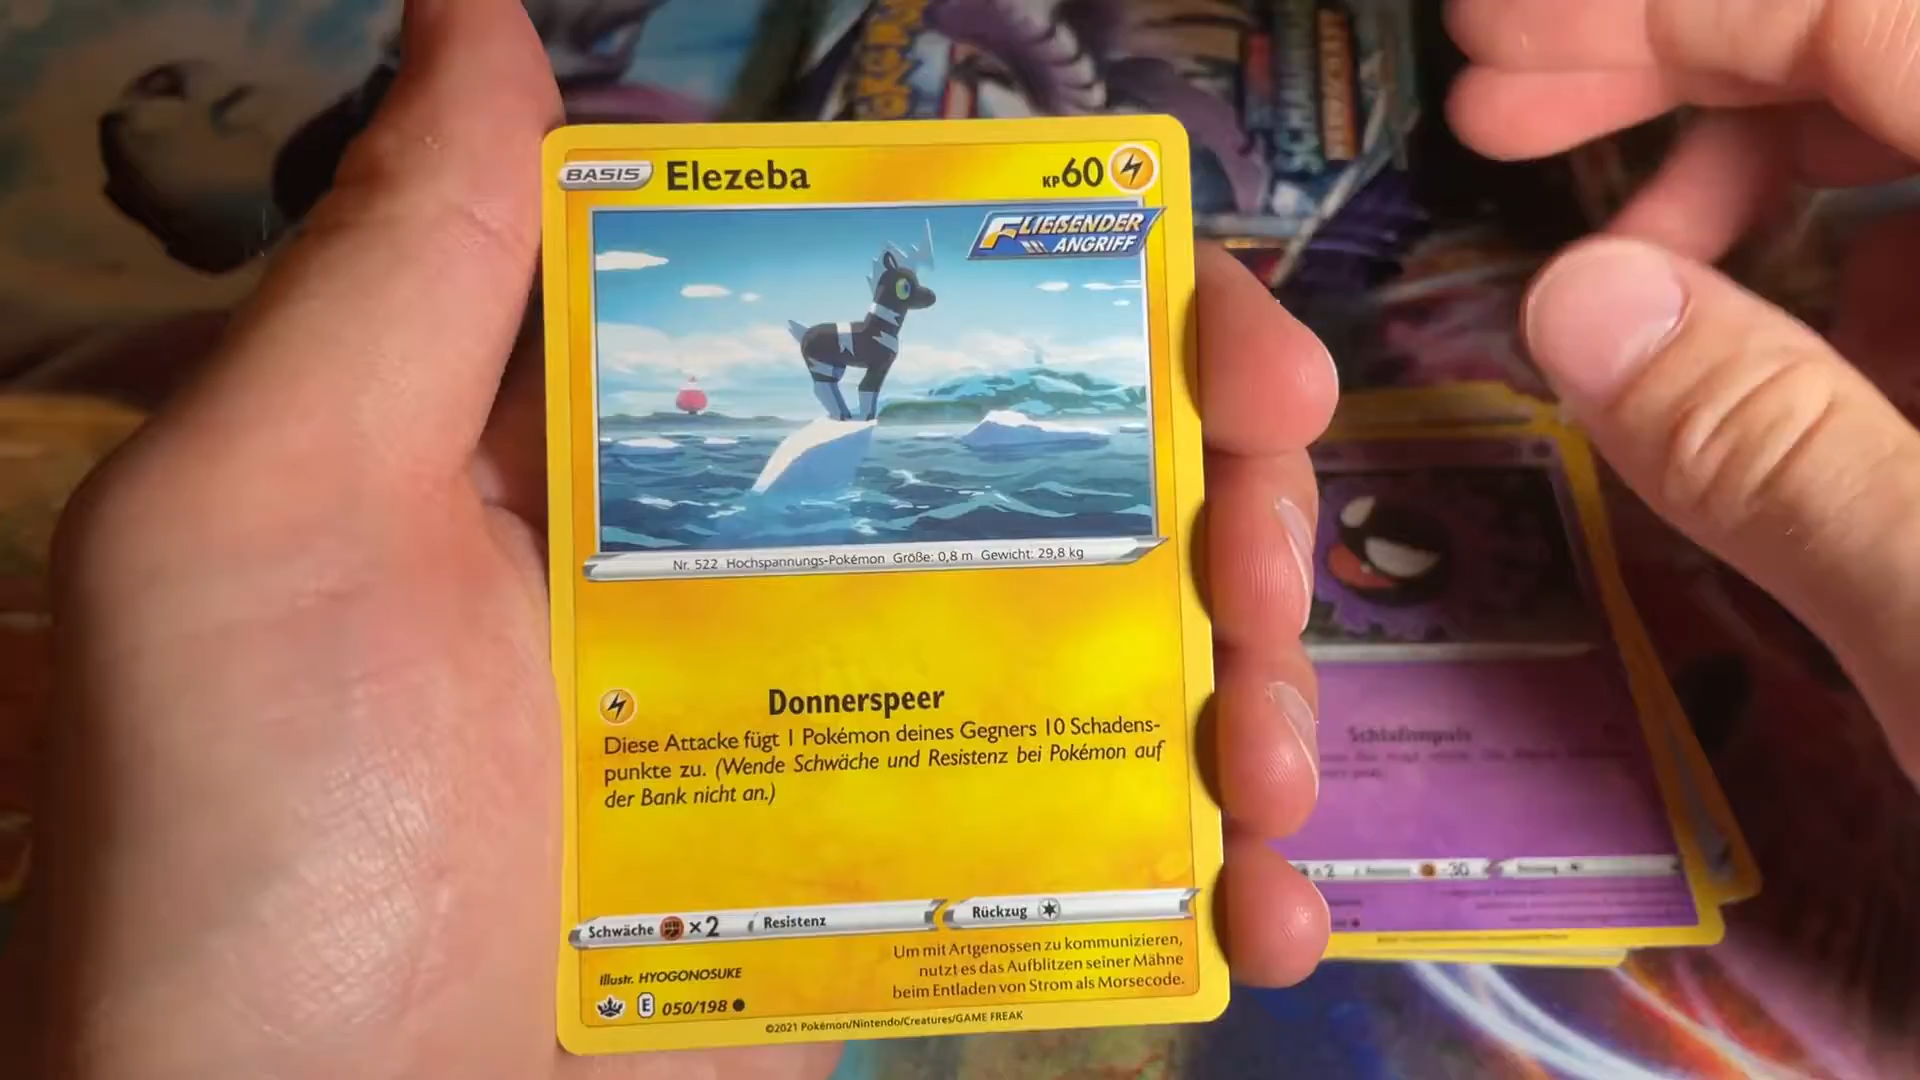 BASIS Elezeba KP60
FLIEẞENDER
ANGRIFF
Nr. 522 Hochspannungs-Pokémon Größe: 0,8 m Gewicht: 29,8 kg
Donnerspeer
Diese Attacke fügt 1 Pokémon deines Gegners 10 Schadens-
punkte zu. (Wende Schwäche und Resistenz bei Pokémon auf
der Bank nicht an.)
Schwäche ×2 Resistenz Rückzug
Um mit Artgenossen zu kommunizieren,
nutzt es das Aufblitzen seiner Mähne
beim Entladen von Strom als Morsecode.
Illustr. HYOGONOSUKE
E 050/198
©2021 Pokémon/Nintendo/Creatures/GAME FREAK
×2 -30